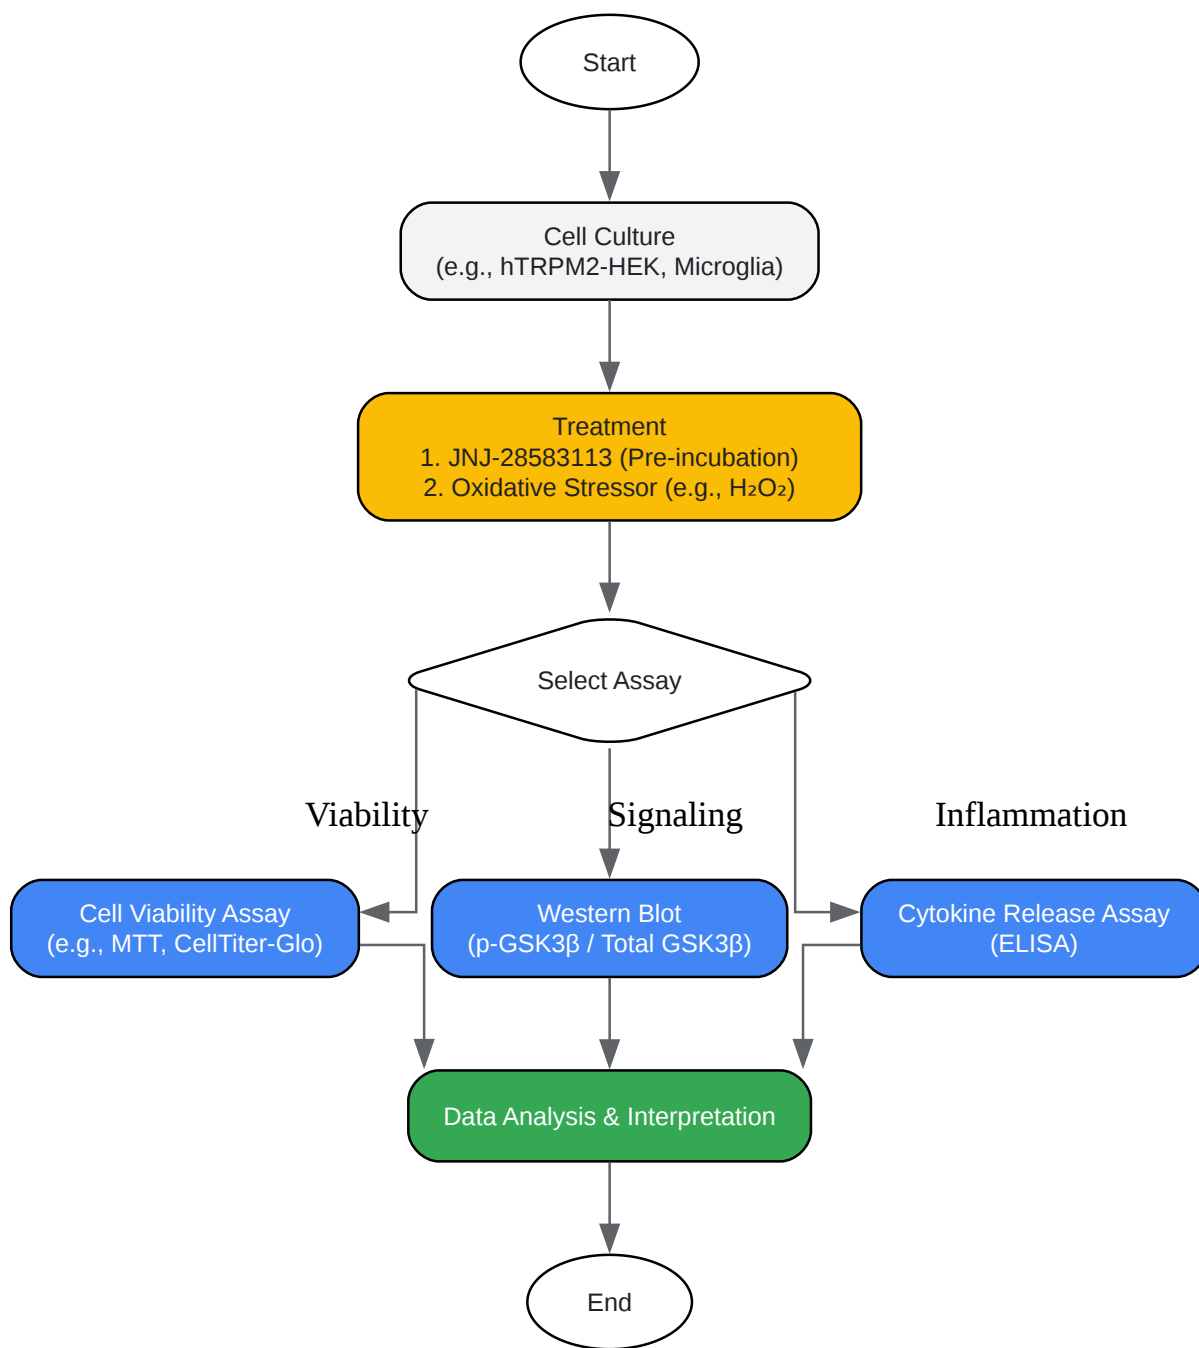 Start
Cell Culture
(e.g., hTRPM2-HEK, Microglia)
Treatment
1. JNJ-28583113 (Pre-incubation)
2. Oxidative Stressor (e.g., H₂O₂)
Select Assay
Viability
Signaling
Inflammation
Cell Viability Assay
(e.g., MTT, CellTiter-Glo)
Western Blot
(p-GSK3β / Total GSK3β)
Cytokine Release Assay
(ELISA)
Data Analysis & Interpretation
End